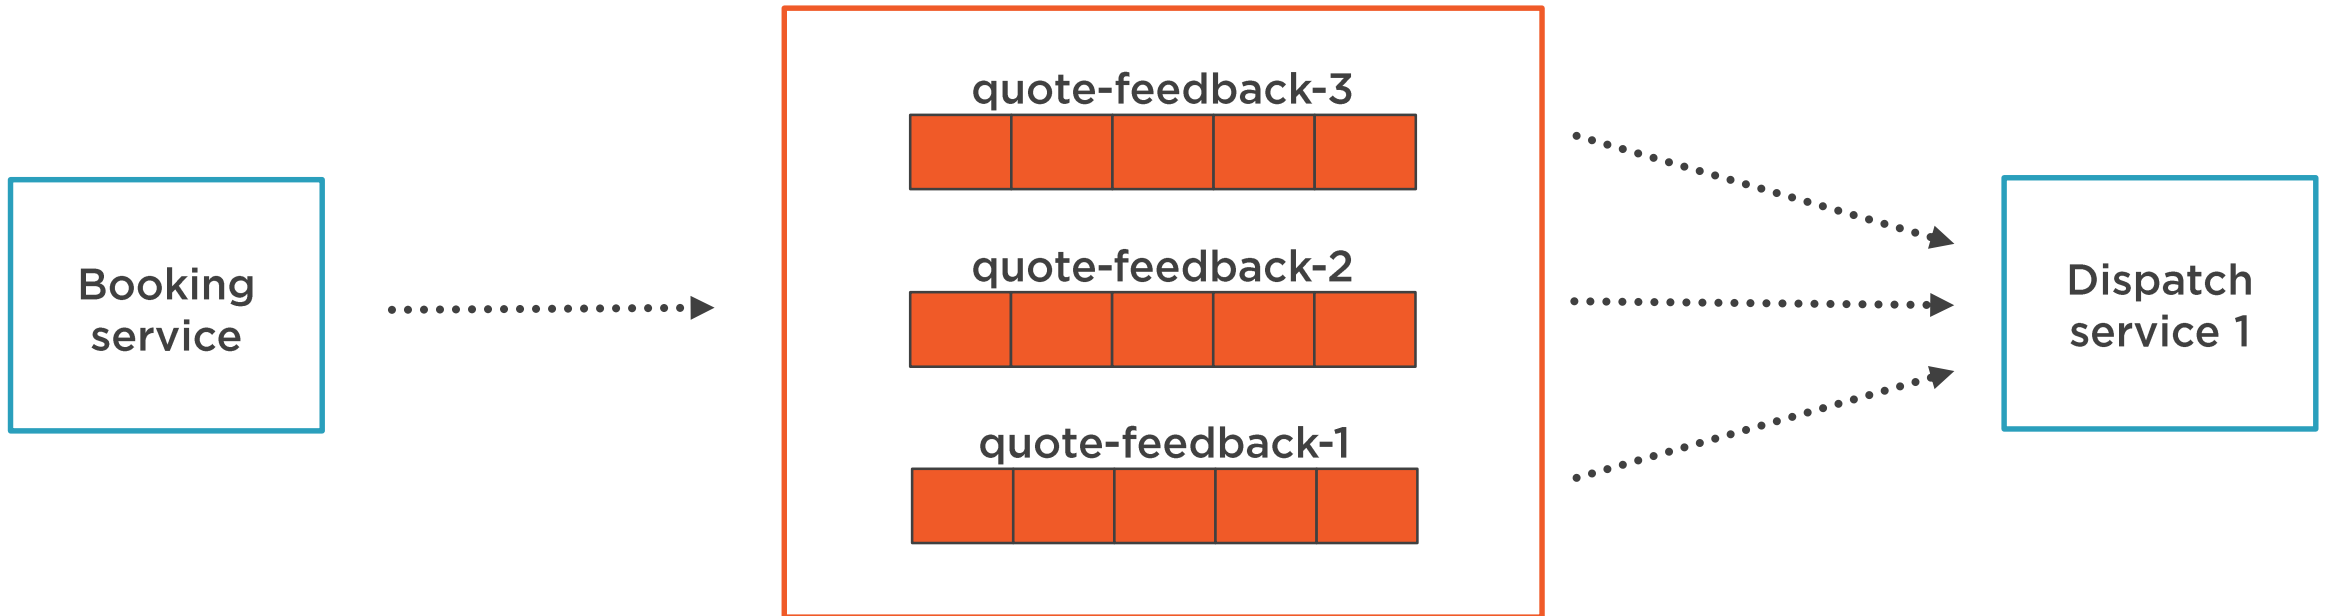 quote-feedback-3
quote-feedback-2
quote-feedback-1
Booking
service
Dispatch
service 1